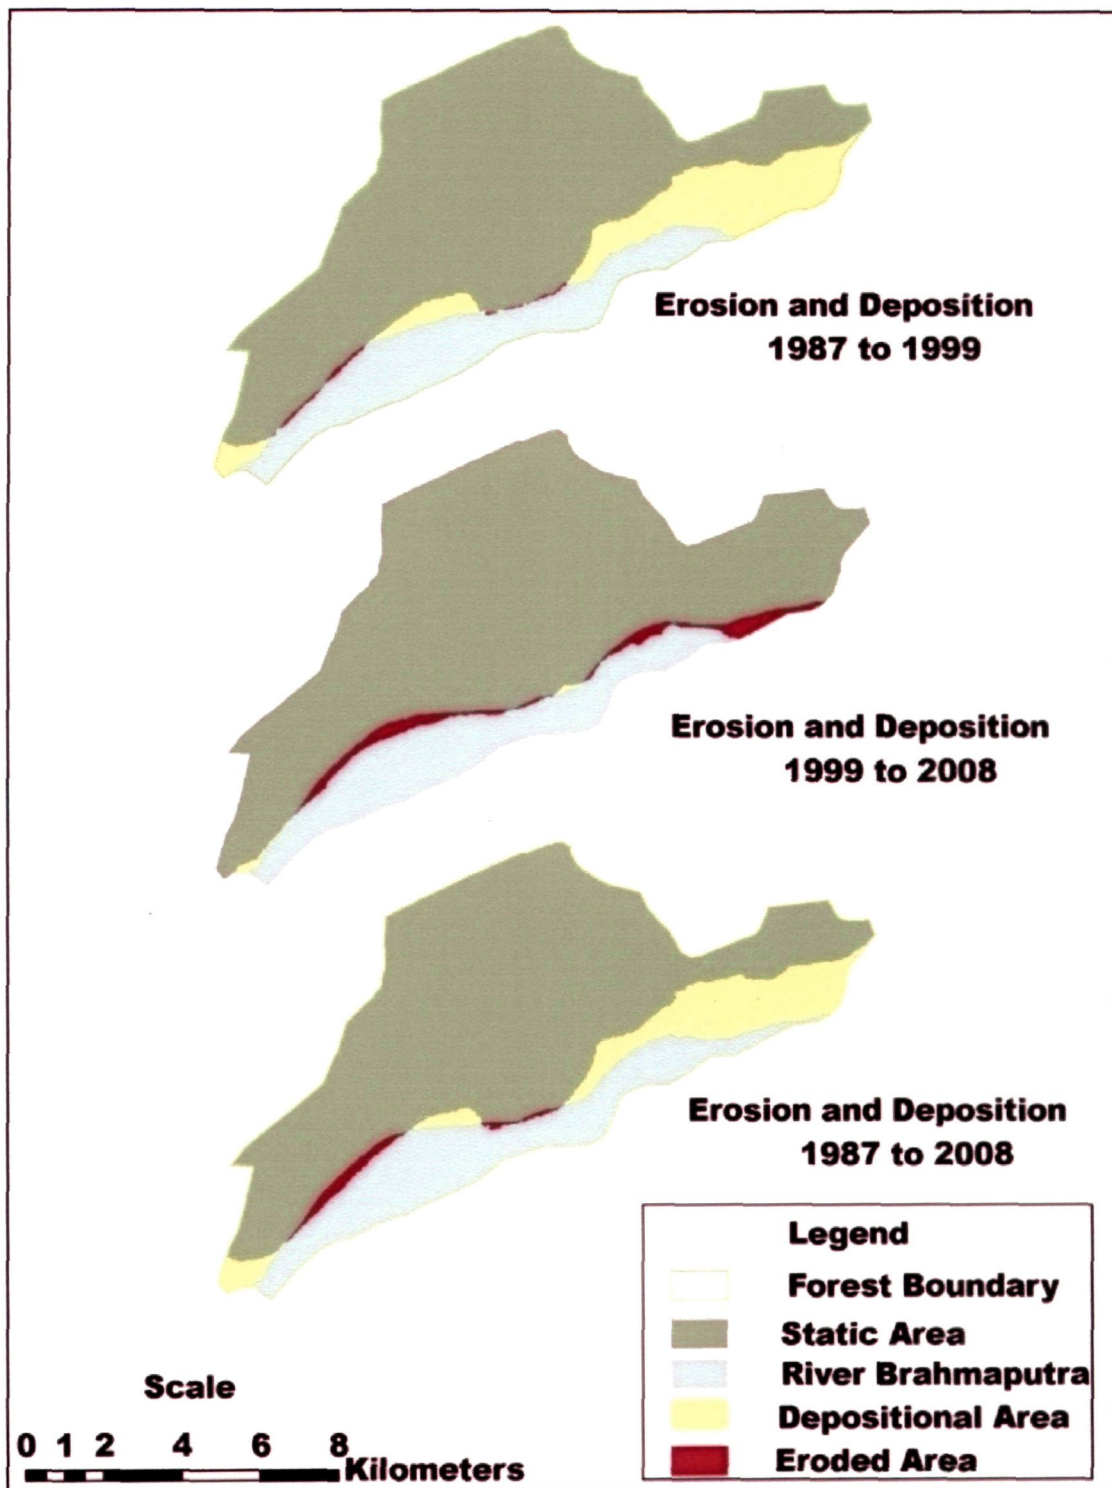 Erosion and Deposition
1987 to 1999
Erosion and Deposition
1999 to 2008
Erosion and Deposition
1987 to 2008
Legend
Forest Boundary
Static Area
River Brahmaputra
Depositional Area
Eroded Area
Scale
0 1 2 4 6 8
Kilometers